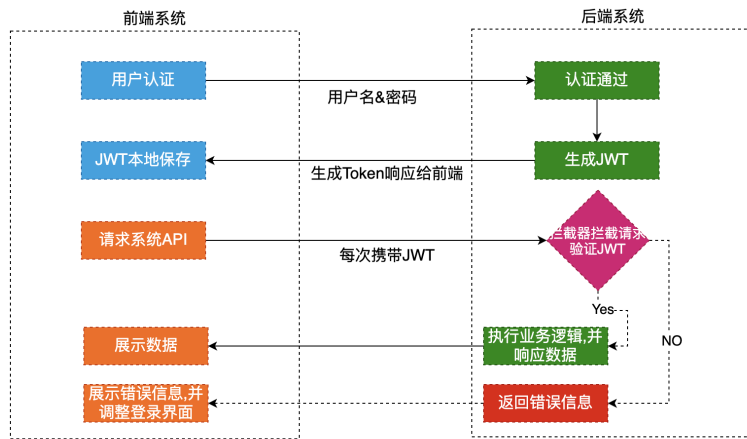 前端系统
后端系统
用户认证
用户名&密码
认证通过
JWT本地保存
生成Token响应给前端
生成JWT
请求系统API
每次携带JWT
拦截器拦截请求
验证JWT
Yes
NO
展示数据
执行业务逻辑,并
响应数据
展示错误信息,并
调整登录界面
返回错误信息